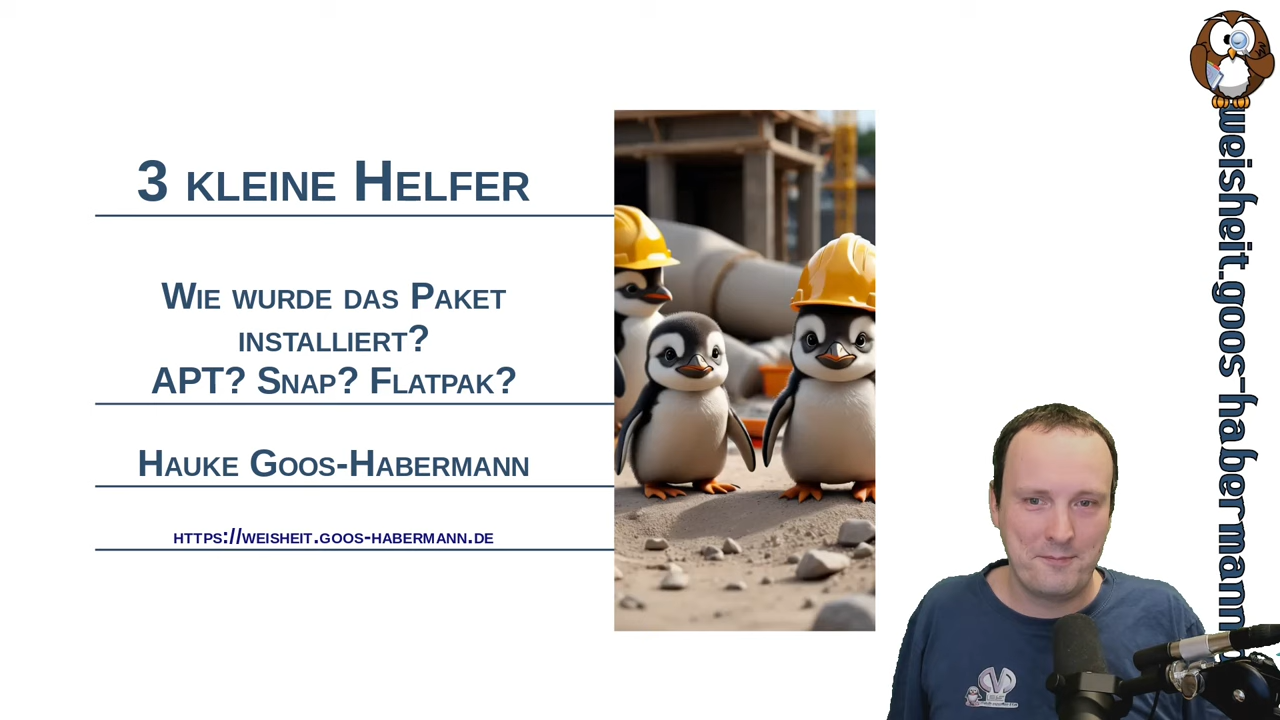 3 kleine Helfer
Wie wurde das Paket
installiert?
APT? Snap? Flatpak?
Hauke Goos-Habermann
https://weisheit.goos-habermann.de
weisheit.goos-habermann.d